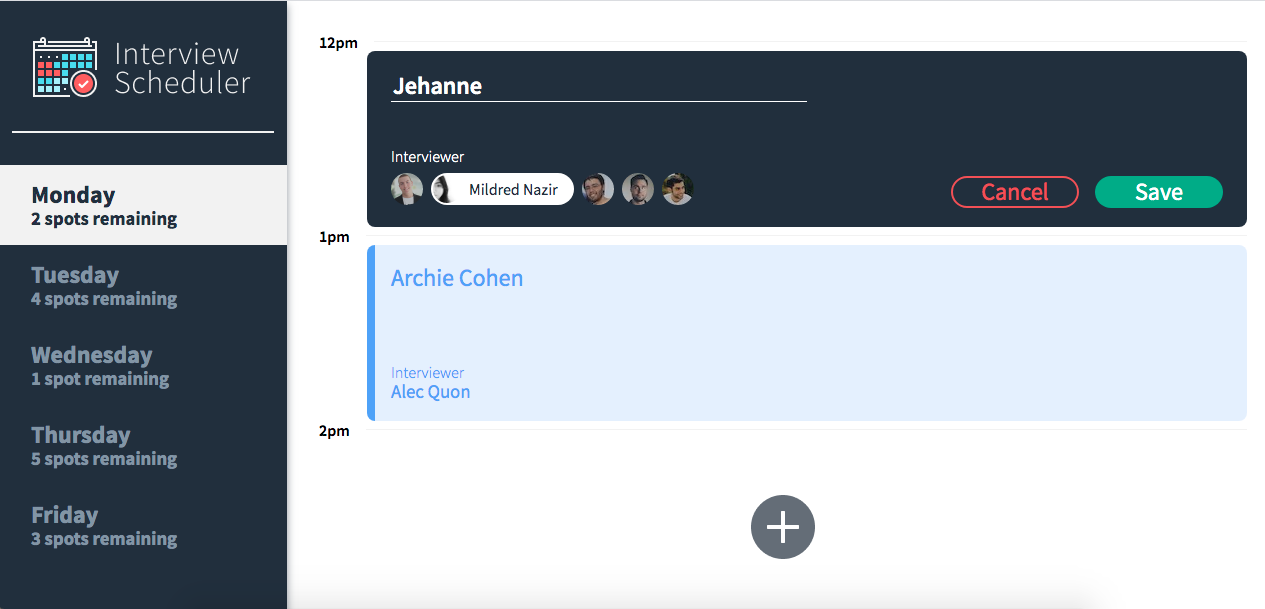 Interview
Scheduler
Monday
2 spots remaining
Tuesday
4 spots remaining
Wednesday
1 spot remaining
Thursday
5 spots remaining
Friday
3 spots remaining
12pm
Jehanne
Interviewer
Mildred Nazir
Cancel
Save
1pm
Archie Cohen
Interviewer
Alec Quon
2pm